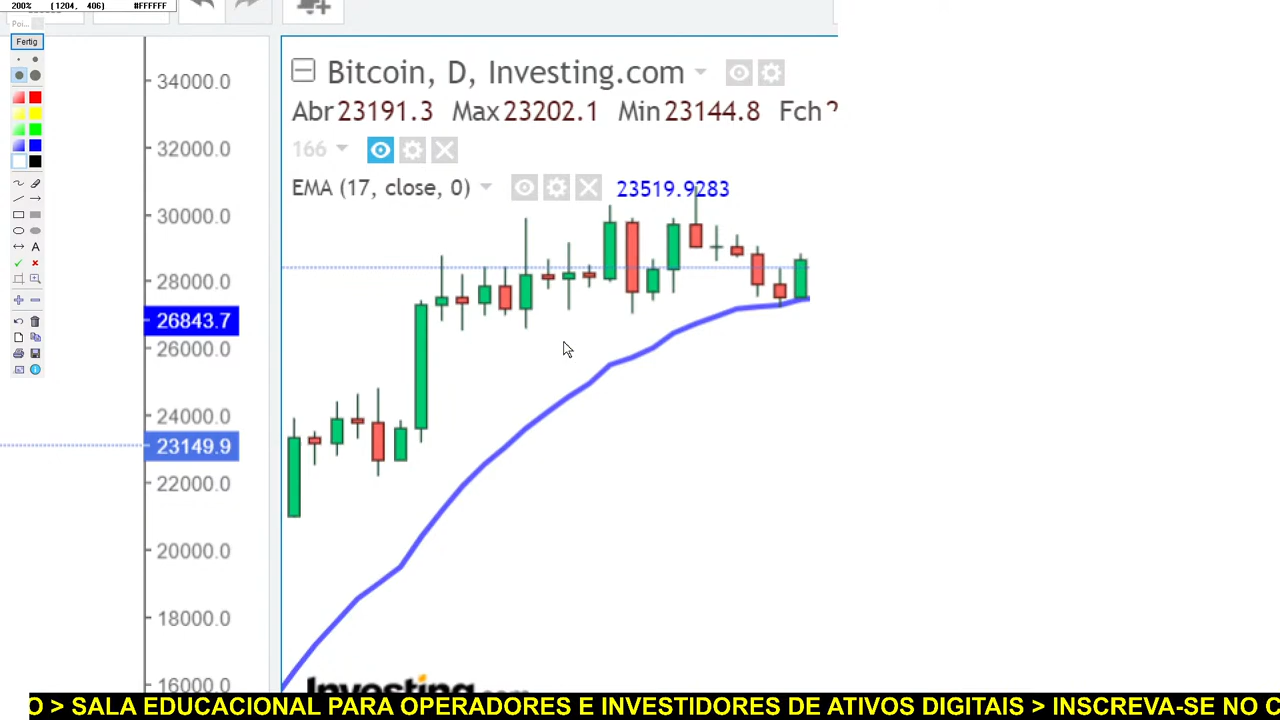 200% (1204, 406) #FFFFFF
Poi...
Fertig
A
34000.0
32000.0
30000.0
28000.0
26843.7
26000.0
24000.0
23149.9
22000.0
20000.0
18000.0
16000.0
Bitcoin, D, Investing.com
Abr 23191.3 Max 23202.1 Min 23144.8 Fch
166
EMA (17, close, 0) 23519.9283
Investing.com
O > SALA EDUCACIONAL PARA OPERADORES E INVESTIDORES DE ATIVOS DIGITAIS > INSCREVA-SE NO C